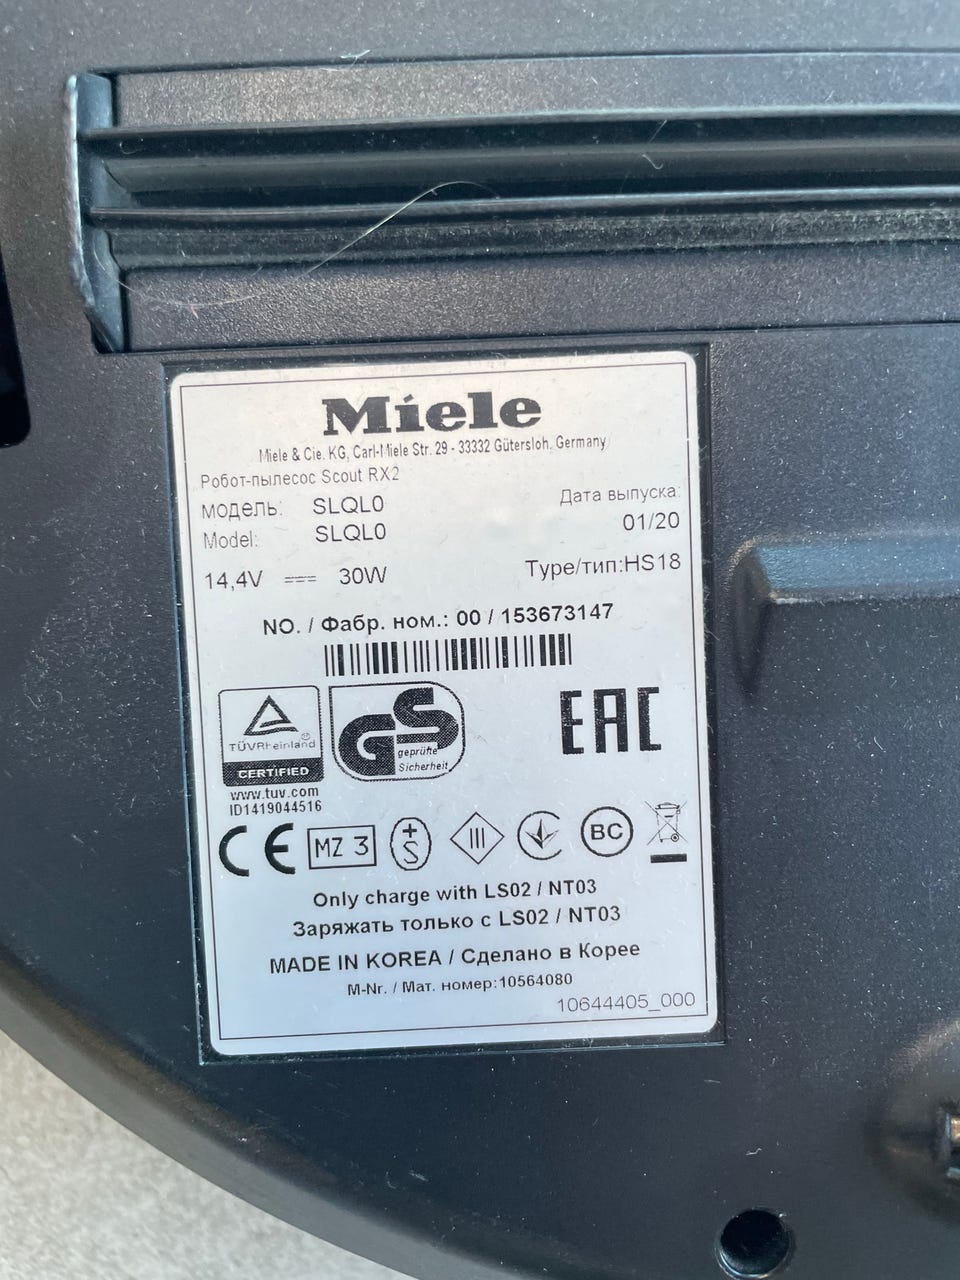 Miele
Miele & Cie. KG, Carl-Miele Str. 29 - 33332 Gütersloh, Germany
Робот-пылесос Scout RX2
модель: SLQL0
Дата выпуска:
Model: SLQL0
01/20
14,4V ⎓ 30W
Type/тип:HS18
NO. / Фабр. ном.: 00 / 153673147
TÜVRheinland
CERTIFIED
www.tuv.com
ID1419044516
GS
geprüfte
Sicherheit
EAC
CE
MZ 3
+
S
III
BC
Only charge with LS02 / NT03
Заряжать только с LS02 / NT03
MADE IN KOREA / Сделано в Корее
M-Nr. / Мат. номер:10564080
10644405_000